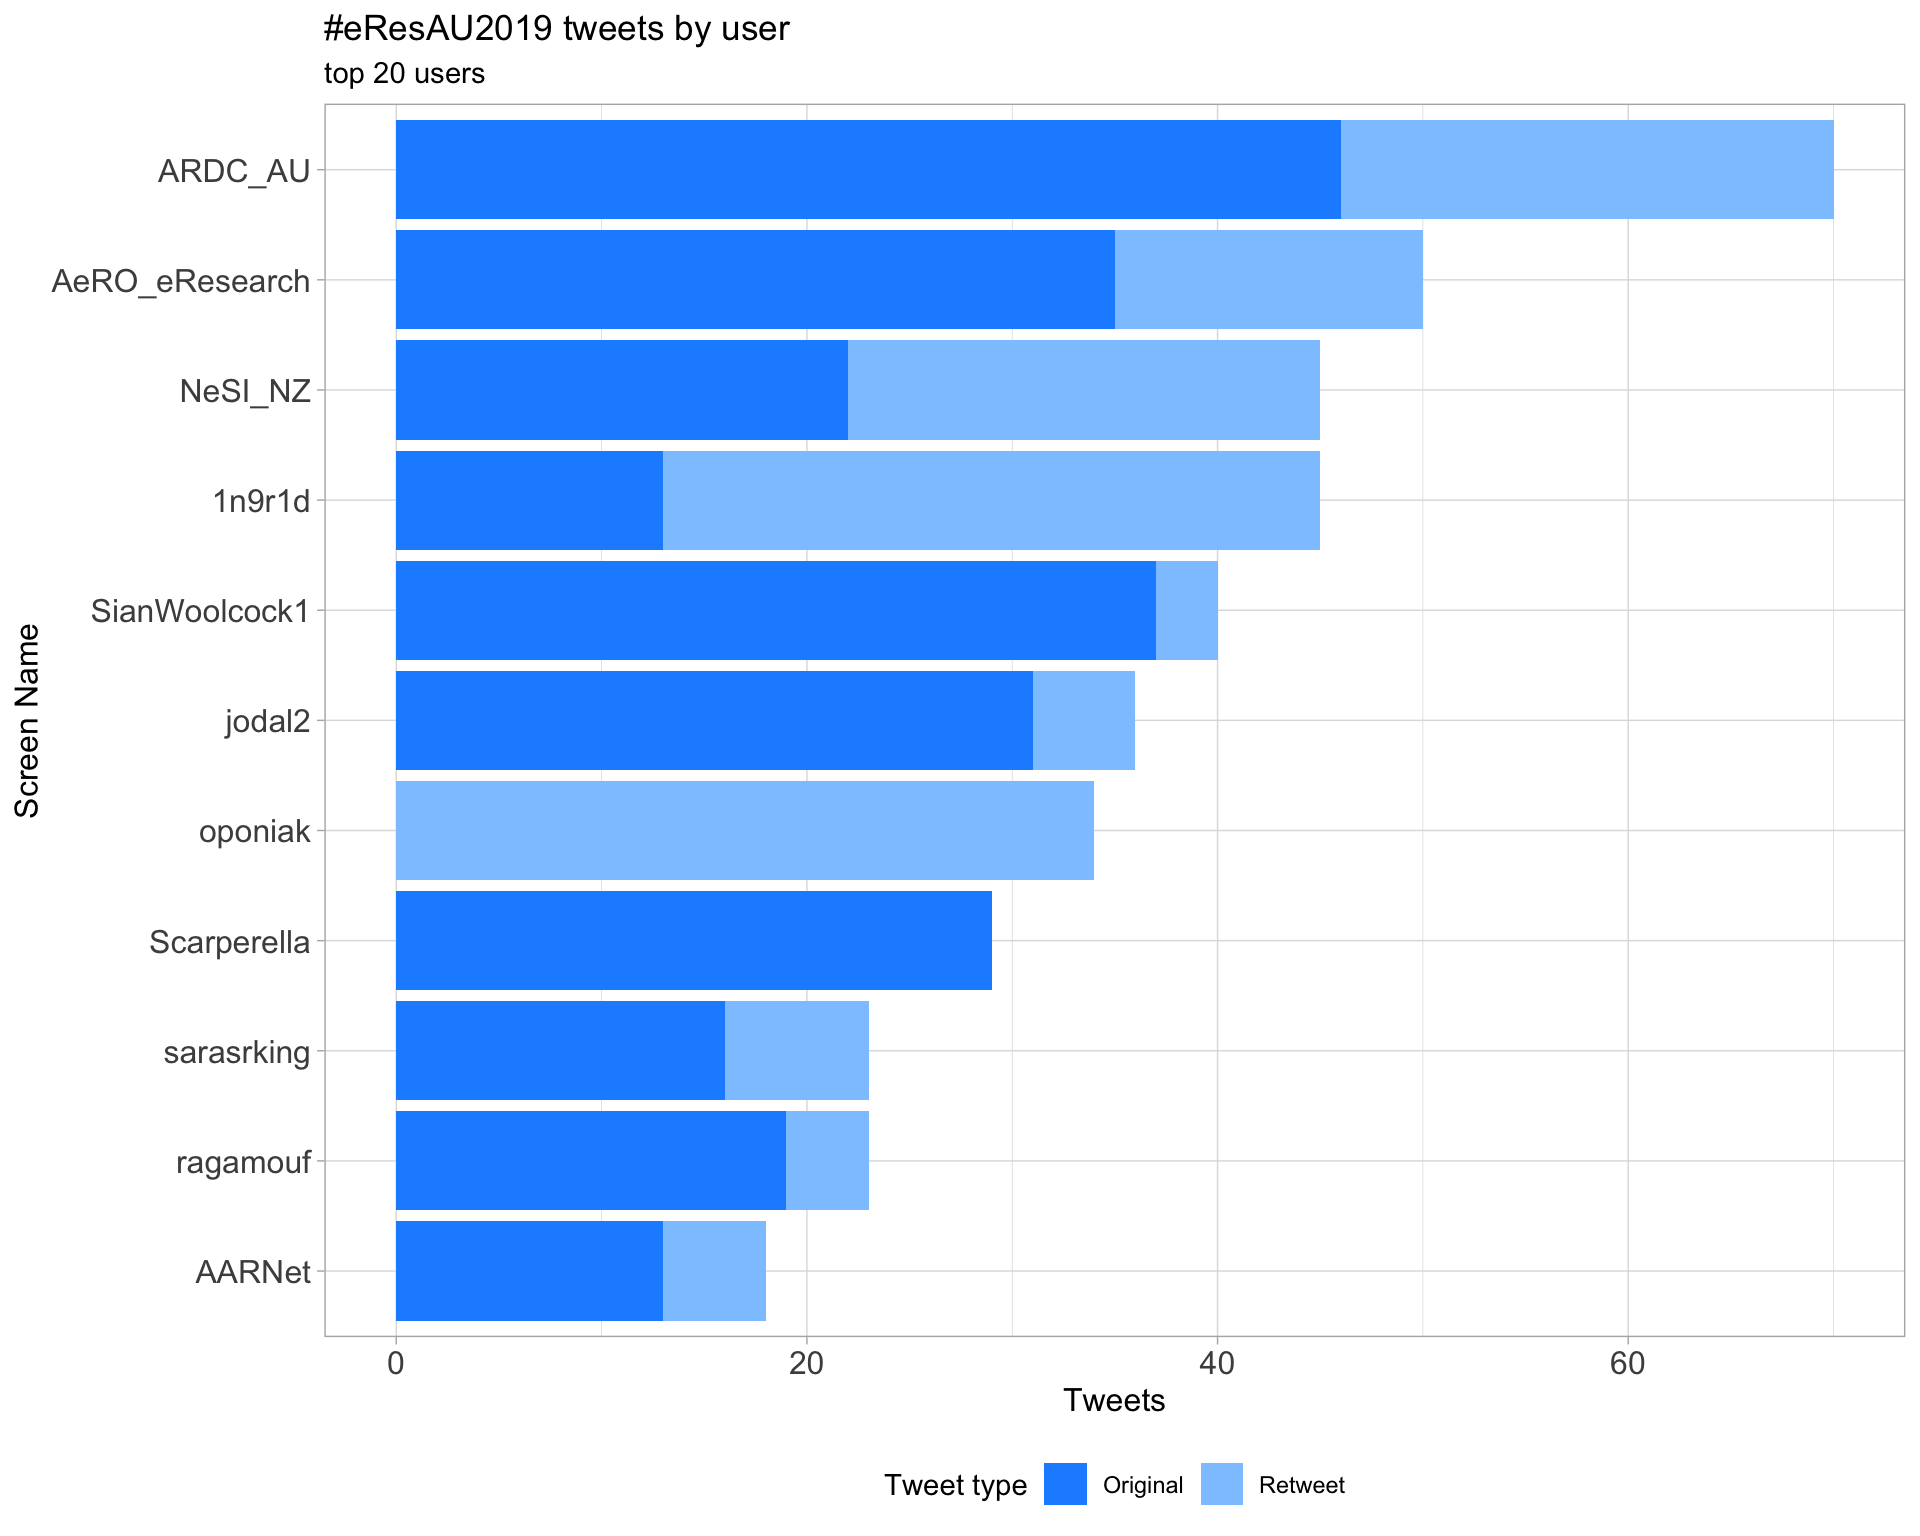 #eResAU2019 tweets by user
top 20 users
ARDC_AU
AeRO_eResearch
NeSI_NZ
1n9r1d
SianWoolcock1
jodal2
oponiak
Scarperella
sarasrking
ragamouf
AARNet
Screen Name
0 20 40 60
Tweets
Tweet type Original Retweet